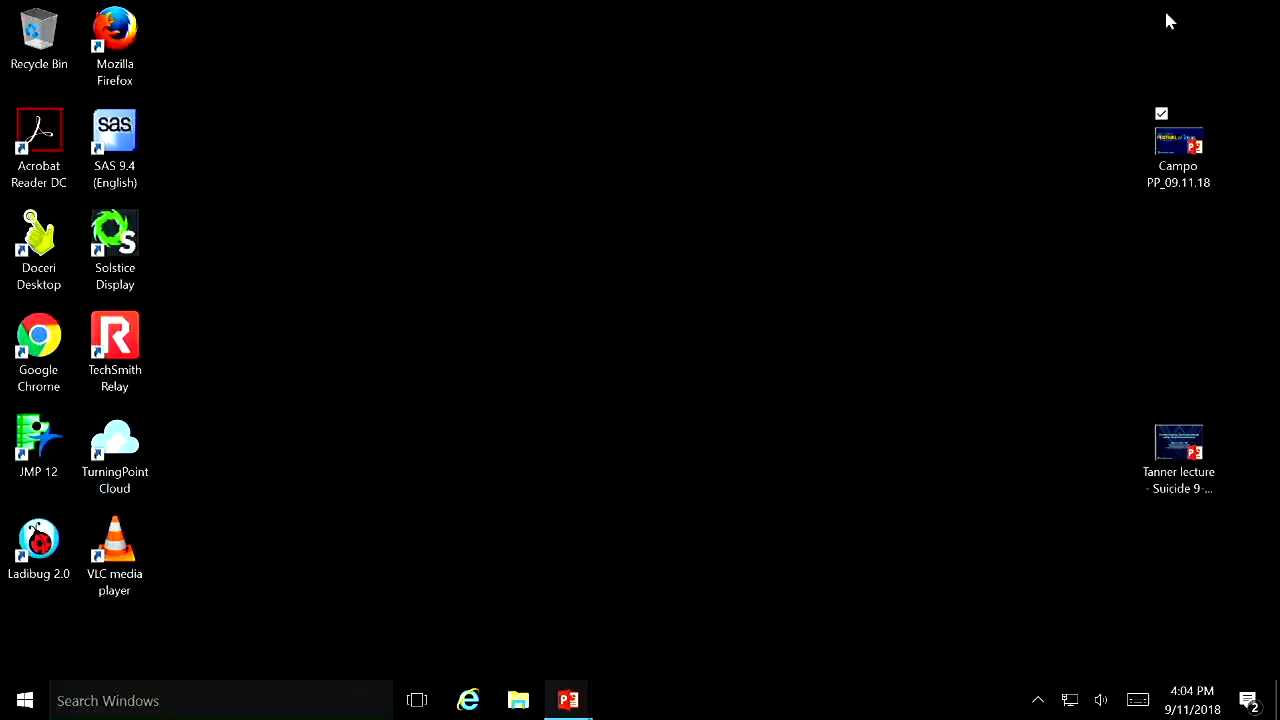 Recycle Bin
Mozilla
Firefox
Acrobat
Reader DC
sas
SAS 9.4
(English)
Campo
PP_09.11.18
Doceri
Desktop
S
Solstice
Display
Google
Chrome
R
TechSmith
Relay
JMP 12
TurningPoint
Cloud
Tanner lecture
- Suicide 9-...
Ladibug 2.0
VLC media
player
Search Windows
4:04 PM
9/11/2018
2